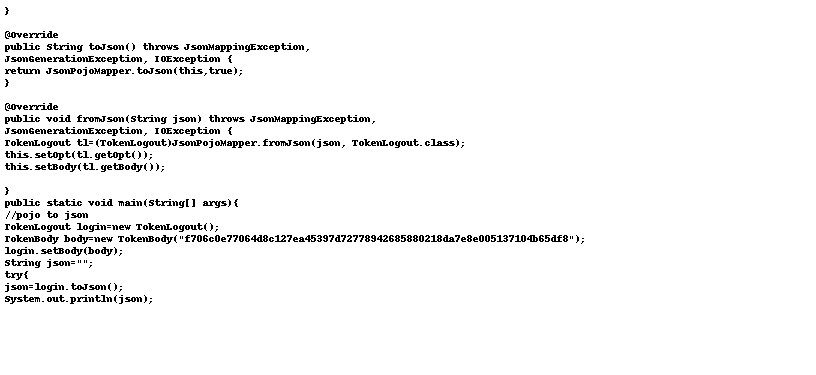 }
@Override
public String toJson() throws JsonMappingException,
JsonGenerationException, IOException {
return JsonPojoMapper.toJson(this,true);
}
@Override
public void fromJson(String json) throws JsonMappingException,
JsonGenerationException, IOException {
TokenLogout tl=(TokenLogout)JsonPojoMapper.fromJson(json, TokenLogout.class);
this.setOpt(tl.getOpt());
this.setBody(tl.getBody());
}
public static void main(String[] args){
//pojo to json
TokenLogout login=new TokenLogout();
TokenBody body=new TokenBody("f706c0e77064d8c127ea45397d72778942685880218da7e8e005137104b65df8");
login.setBody(body);
String json="";
try{
json=login.toJson();
System.out.println(json);